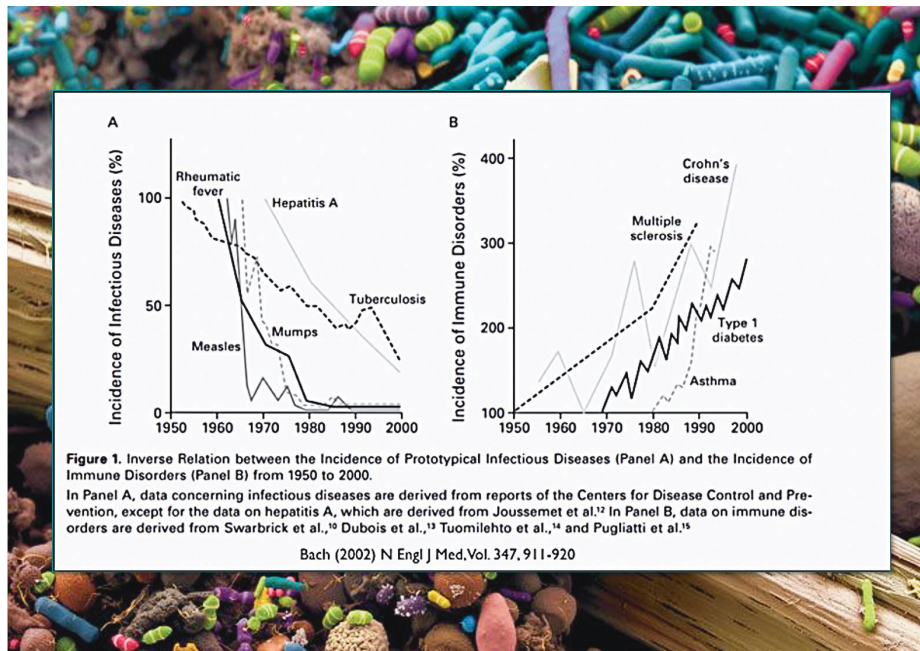 A
Incidence of Infectious Diseases (%)
100
50
0
1950 1960 1970 1980 1990 2000
Rheumatic
fever
Hepatitis A
Tuberculosis
Mumps
Measles
B
Incidence of Immune Disorders (%)
400
300
200
100
1950 1960 1970 1980 1990 2000
Crohn's
disease
Multiple
sclerosis
Type 1
diabetes
Asthma
Figure 1. Inverse Relation between the Incidence of Prototypical Infectious Diseases (Panel A) and the Incidence of
Immune Disorders (Panel B) from 1950 to 2000.
In Panel A, data concerning infectious diseases are derived from reports of the Centers for Disease Control and Pre-
vention, except for the data on hepatitis A, which are derived from Joussemet et al.¹² In Panel B, data on immune dis-
orders are derived from Swarbrick et al.,¹⁰ Dubois et al.,¹³ Tuomilehto et al.,¹⁴ and Pugliatti et al.¹⁵
Bach (2002) N Engl J Med, Vol. 347, 911-920